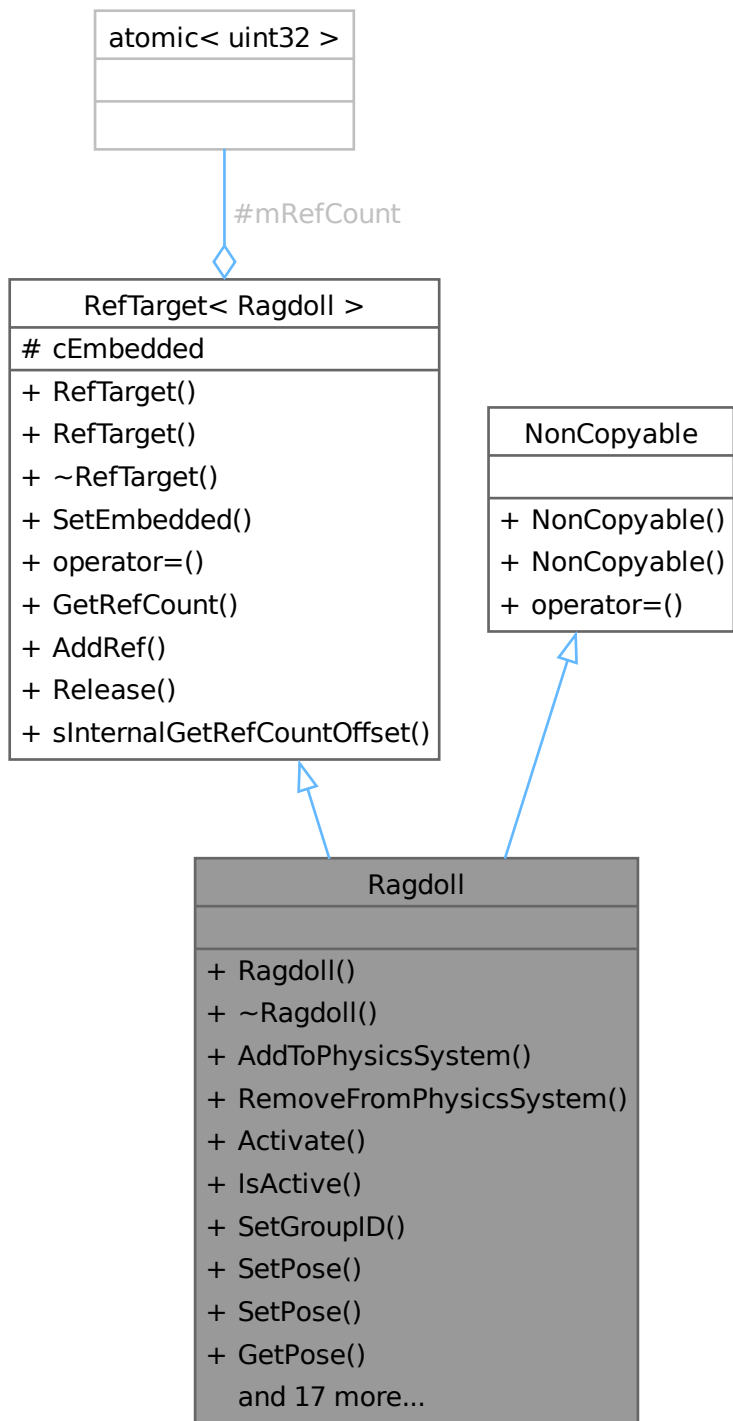 atomic< uint32 >
#mRefCount
RefTarget< Ragdoll >
# cEmbedded
+ RefTarget()
+ RefTarget()
+ ~RefTarget()
+ SetEmbedded()
+ operator=()
+ GetRefCount()
+ AddRef()
+ Release()
+ sInternalGetRefCountOffset()
NonCopyable
+ NonCopyable()
+ NonCopyable()
+ operator=()
Ragdoll
+ Ragdoll()
+ ~Ragdoll()
+ AddToPhysicsSystem()
+ RemoveFromPhysicsSystem()
+ Activate()
+ IsActive()
+ SetGroupID()
+ SetPose()
+ SetPose()
+ GetPose()
and 17 more...